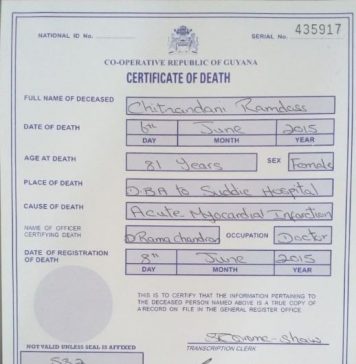 NATIONAL ID No.
SERIAL No. 435917
CO-OPERATIVE REPUBLIC OF GUYANA
CERTIFICATE OF DEATH
FULL NAME OF DECEASED Chitrandani Ramdass
DATE OF DEATH 6th June 2015
DAY MONTH YEAR
AGE AT DEATH 81 Years SEX Female
PLACE OF DEATH D.B.A to Suddie Hospital
CAUSE OF DEATH Acute Myocardial Infarction
NAME OF OFFICER CERTIFYING DEATH Ramachandran OCCUPATION Doctor
DATE OF REGISTRATION OF DEATH 8th June 2015
DAY MONTH YEAR
THIS IS TO CERTIFY THAT THE INFORMATION PERTAINING TO
THE DECEASED PERSON NAMED ABOVE IS A TRUE COPY OF
A RECORD ON FILE IN THE GENERAL REGISTER OFFICE
TRANSCRIPTION CLERK
NOT VALID UNLESS SEAL IS AFFIXED
532